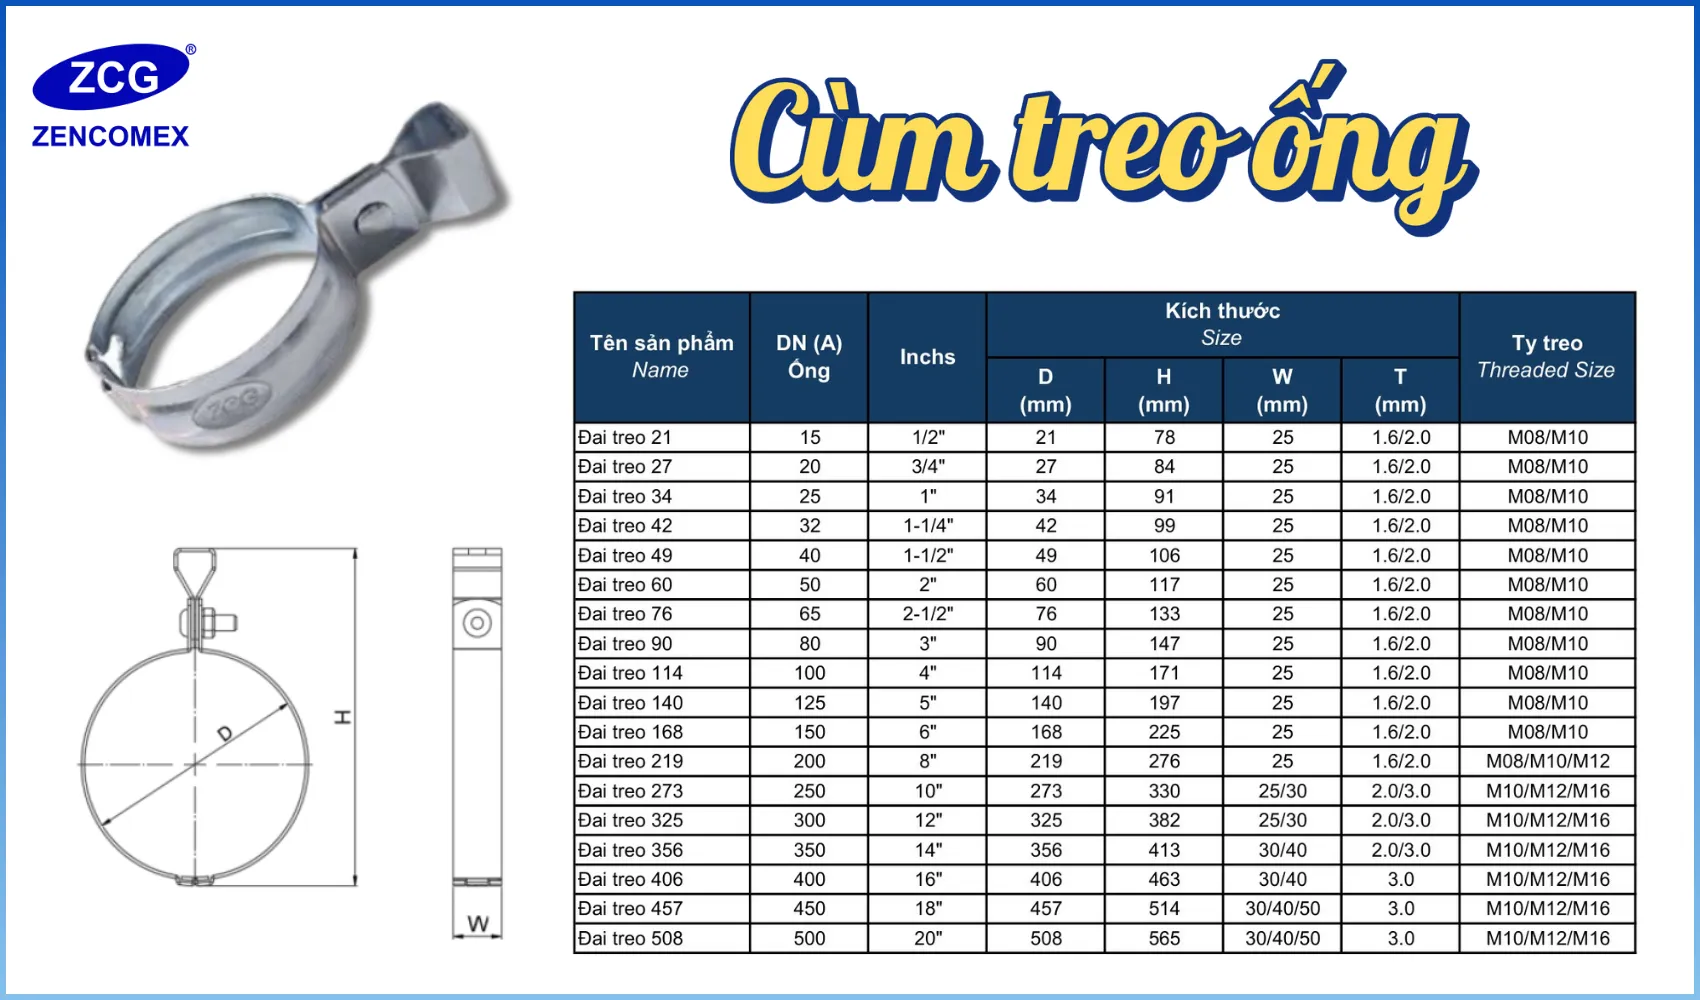 ZCG®
ZENCOMEX
Cùm treo ống
ZCG
Tên sản phẩm
Name
DN (A)
Ống
Inchs
Kích thước
Size
D
(mm)
H
(mm)
W
(mm)
T
(mm)
Ty treo
Threaded Size
Đai treo 21 15 1/2" 21 78 25 1.6/2.0 M08/M10
Đai treo 27 20 3/4" 27 84 25 1.6/2.0 M08/M10
Đai treo 34 25 1" 34 91 25 1.6/2.0 M08/M10
Đai treo 42 32 1-1/4" 42 99 25 1.6/2.0 M08/M10
Đai treo 49 40 1-1/2" 49 106 25 1.6/2.0 M08/M10
Đai treo 60 50 2" 60 117 25 1.6/2.0 M08/M10
Đai treo 76 65 2-1/2" 76 133 25 1.6/2.0 M08/M10
Đai treo 90 80 3" 90 147 25 1.6/2.0 M08/M10
Đai treo 114 100 4" 114 171 25 1.6/2.0 M08/M10
Đai treo 140 125 5" 140 197 25 1.6/2.0 M08/M10
Đai treo 168 150 6" 168 225 25 1.6/2.0 M08/M10
Đai treo 219 200 8" 219 276 25 1.6/2.0 M08/M10/M12
Đai treo 273 250 10" 273 330 25/30 2.0/3.0 M10/M12/M16
Đai treo 325 300 12" 325 382 25/30 2.0/3.0 M10/M12/M16
Đai treo 356 350 14" 356 413 30/40 2.0/3.0 M10/M12/M16
Đai treo 406 400 16" 406 463 30/40 3.0 M10/M12/M16
Đai treo 457 450 18" 457 514 30/40/50 3.0 M10/M12/M16
Đai treo 508 500 20" 508 565 30/40/50 3.0 M10/M12/M16
D
H
W